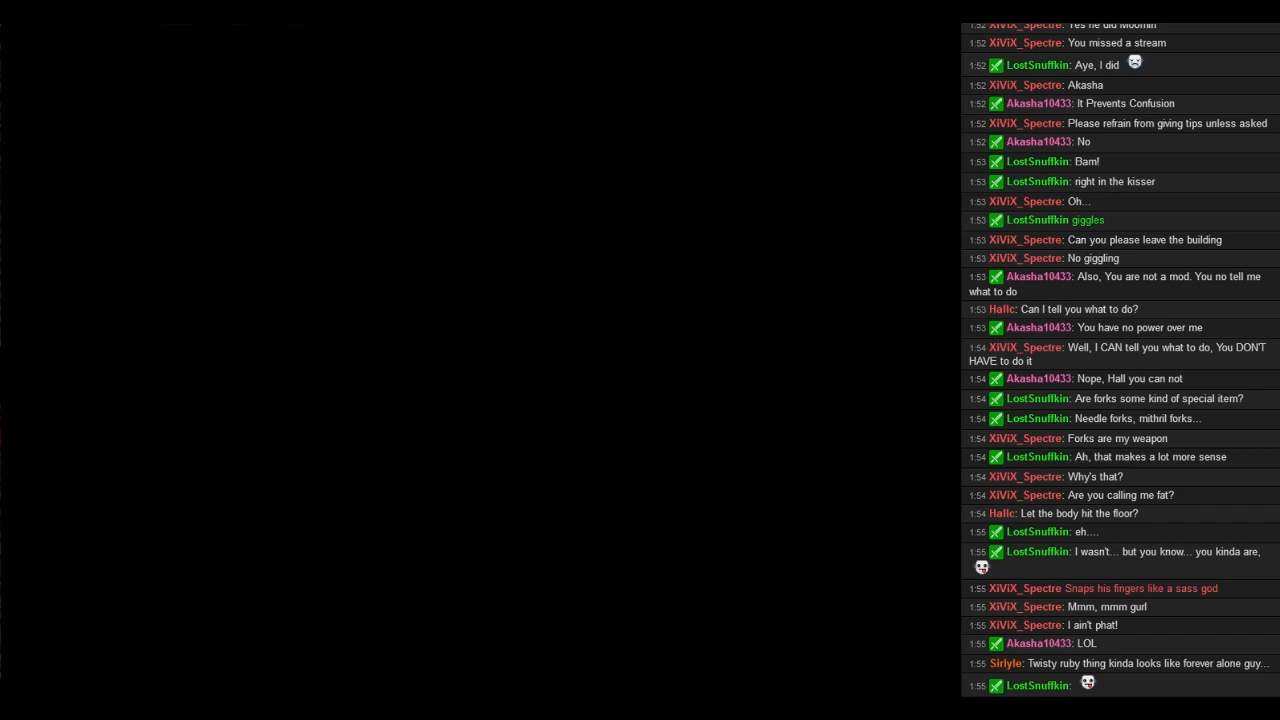 1:52 XiViX_Spectre: Yes he did Moomin
1:52 XiViX_Spectre: You missed a stream
1:52 LostSnuffkin: Aye, I did
1:52 XiViX_Spectre: Akasha
1:52 Akasha10433: It Prevents Confusion
1:52 XiViX_Spectre: Please refrain from giving tips unless asked
1:52 Akasha10433: No
1:53 LostSnuffkin: Bam!
1:53 LostSnuffkin: right in the kisser
1:53 XiViX_Spectre: Oh...
1:53 LostSnuffkin giggles
1:53 XiViX_Spectre: Can you please leave the building
1:53 XiViX_Spectre: No giggling
1:53 Akasha10433: Also, You are not a mod. You no tell me
what to do
1:53 Hallc: Can I tell you what to do?
1:53 Akasha10433: You have no power over me
1:54 XiViX_Spectre: Well, I CAN tell you what to do, You DON'T
HAVE to do it
1:54 Akasha10433: Nope, Hall you can not
1:54 LostSnuffkin: Are forks some kind of special item?
1:54 LostSnuffkin: Needle forks, mithril forks...
1:54 XiViX_Spectre: Forks are my weapon
1:54 LostSnuffkin: Ah, that makes a lot more sense
1:54 XiViX_Spectre: Why's that?
1:54 XiViX_Spectre: Are you calling me fat?
1:54 Hallc: Let the body hit the floor?
1:55 LostSnuffkin: eh....
1:55 LostSnuffkin: I wasn't... but you know... you kinda are,
1:55 XiViX_Spectre Snaps his fingers like a sass god
1:55 XiViX_Spectre: Mmm, mmm gurl
1:55 XiViX_Spectre: I ain't phat!
1:55 Akasha10433: LOL
1:55 Sirlyle: Twisty ruby thing kinda looks like forever alone guy...
1:55 LostSnuffkin: